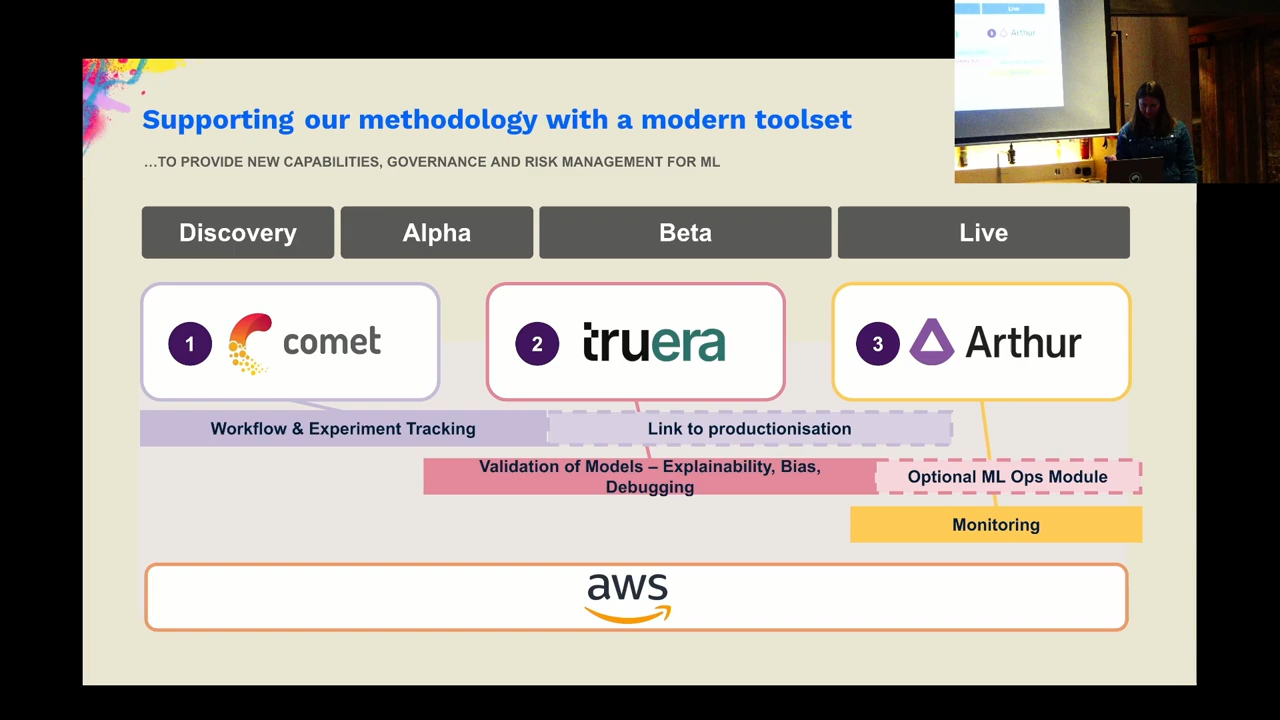 Supporting our methodology with a modern toolset
…TO PROVIDE NEW CAPABILITIES, GOVERNANCE AND RISK MANAGEMENT FOR ML
Live
Arthur
Discovery
Alpha
Beta
Live
1
comet
2
truera
3
Arthur
Workflow & Experiment Tracking
Link to productionisation
Validation of Models – Explainability, Bias,
Debugging
Optional ML Ops Module
Monitoring
aws